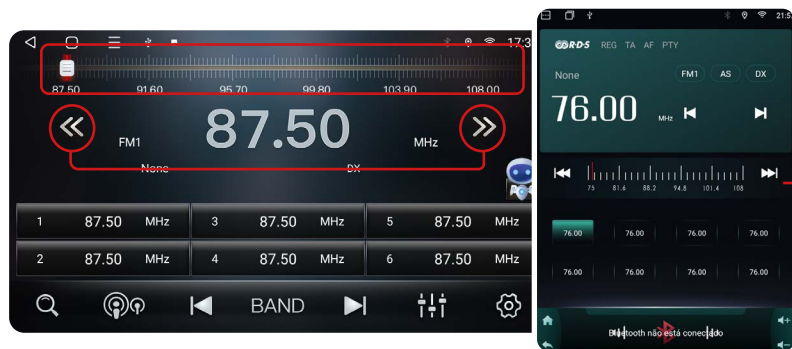 17:3
87.50 91.60 95.70 99.80 103.90 108.00
FM1 87.50 MHz
None DX
1 87.50 MHz 3 87.50 MHz 5 87.50 MHz
2 87.50 MHz 4 87.50 MHz 6 87.50 MHz
BAND
21:5
R·D·S REG TA AF PTY
None FM1 AS DX
76.00 MHz
75 81.6 88.2 94.8 101.4 108
76.00 76.00 76.00 76.00
76.00 76.00 76.00 76.00
Bluetooth não está conectado